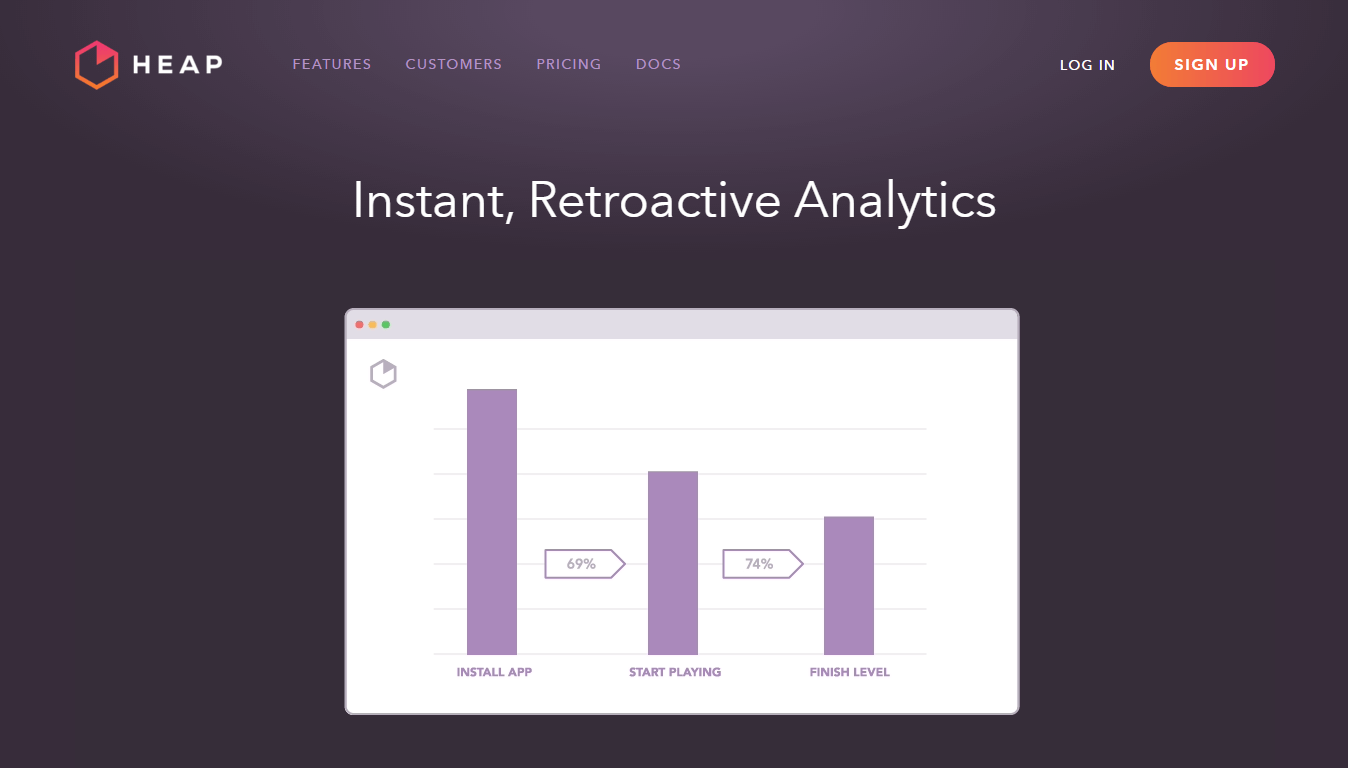 HEAP
FEATURES CUSTOMERS PRICING DOCS
LOG IN
SIGN UP
Instant, Retroactive Analytics
69%
74%
INSTALL APP
START PLAYING
FINISH LEVEL